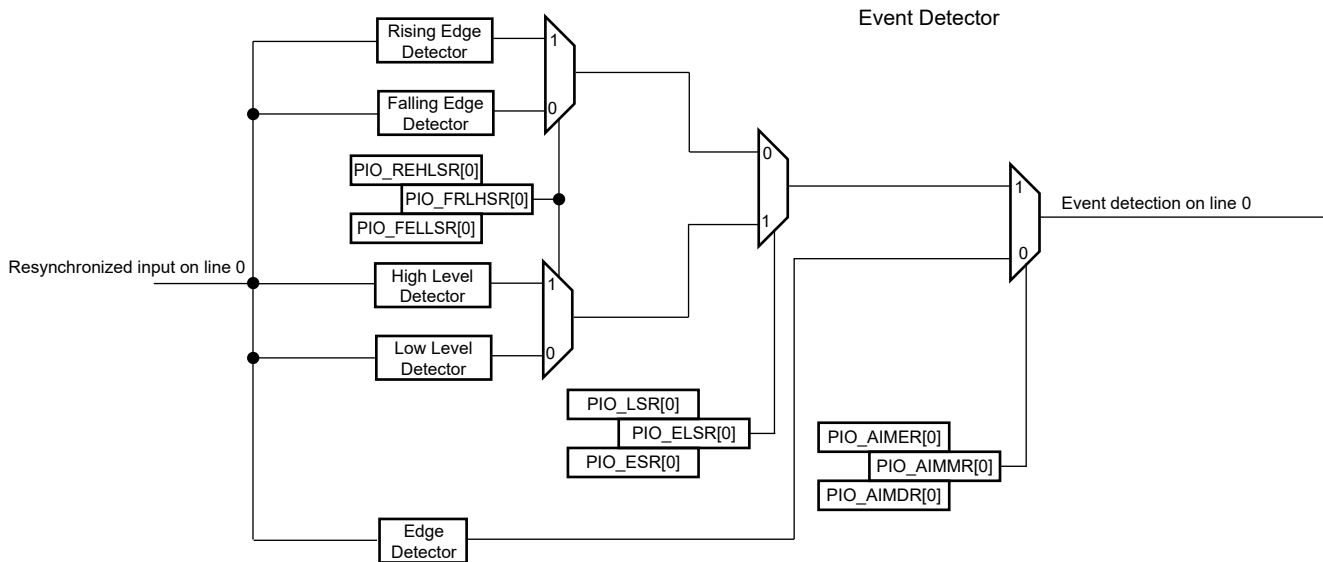 Event Detector
Rising Edge
Detector
1
Falling Edge
Detector
0
0
PIO_REHLSR[0]
PIO_FRLHSR[0]
PIO_FELLSR[0]
1
1
Event detection on line 0
0
Resynchronized input on line 0
High Level
Detector
1
Low Level
Detector
0
PIO_LSR[0]
PIO_ELSR[0]
PIO_ESR[0]
PIO_AIMER[0]
PIO_AIMMR[0]
PIO_AIMDR[0]
Edge
Detector